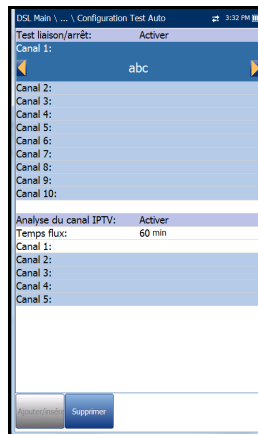 DSL Main \ ... \ Configuration Test Auto 3:32 PM
Test liaison/arrêt: Activer
Canal 1:
abc
Canal 2:
Canal 3:
Canal 4:
Canal 5:
Canal 6:
Canal 7:
Canal 8:
Canal 9:
Canal 10:
Analyse du canal IPTV: Activer
Temps flux: 60 min
Canal 1:
Canal 2:
Canal 3:
Canal 4:
Canal 5:
Ajouter/insére Supprimer